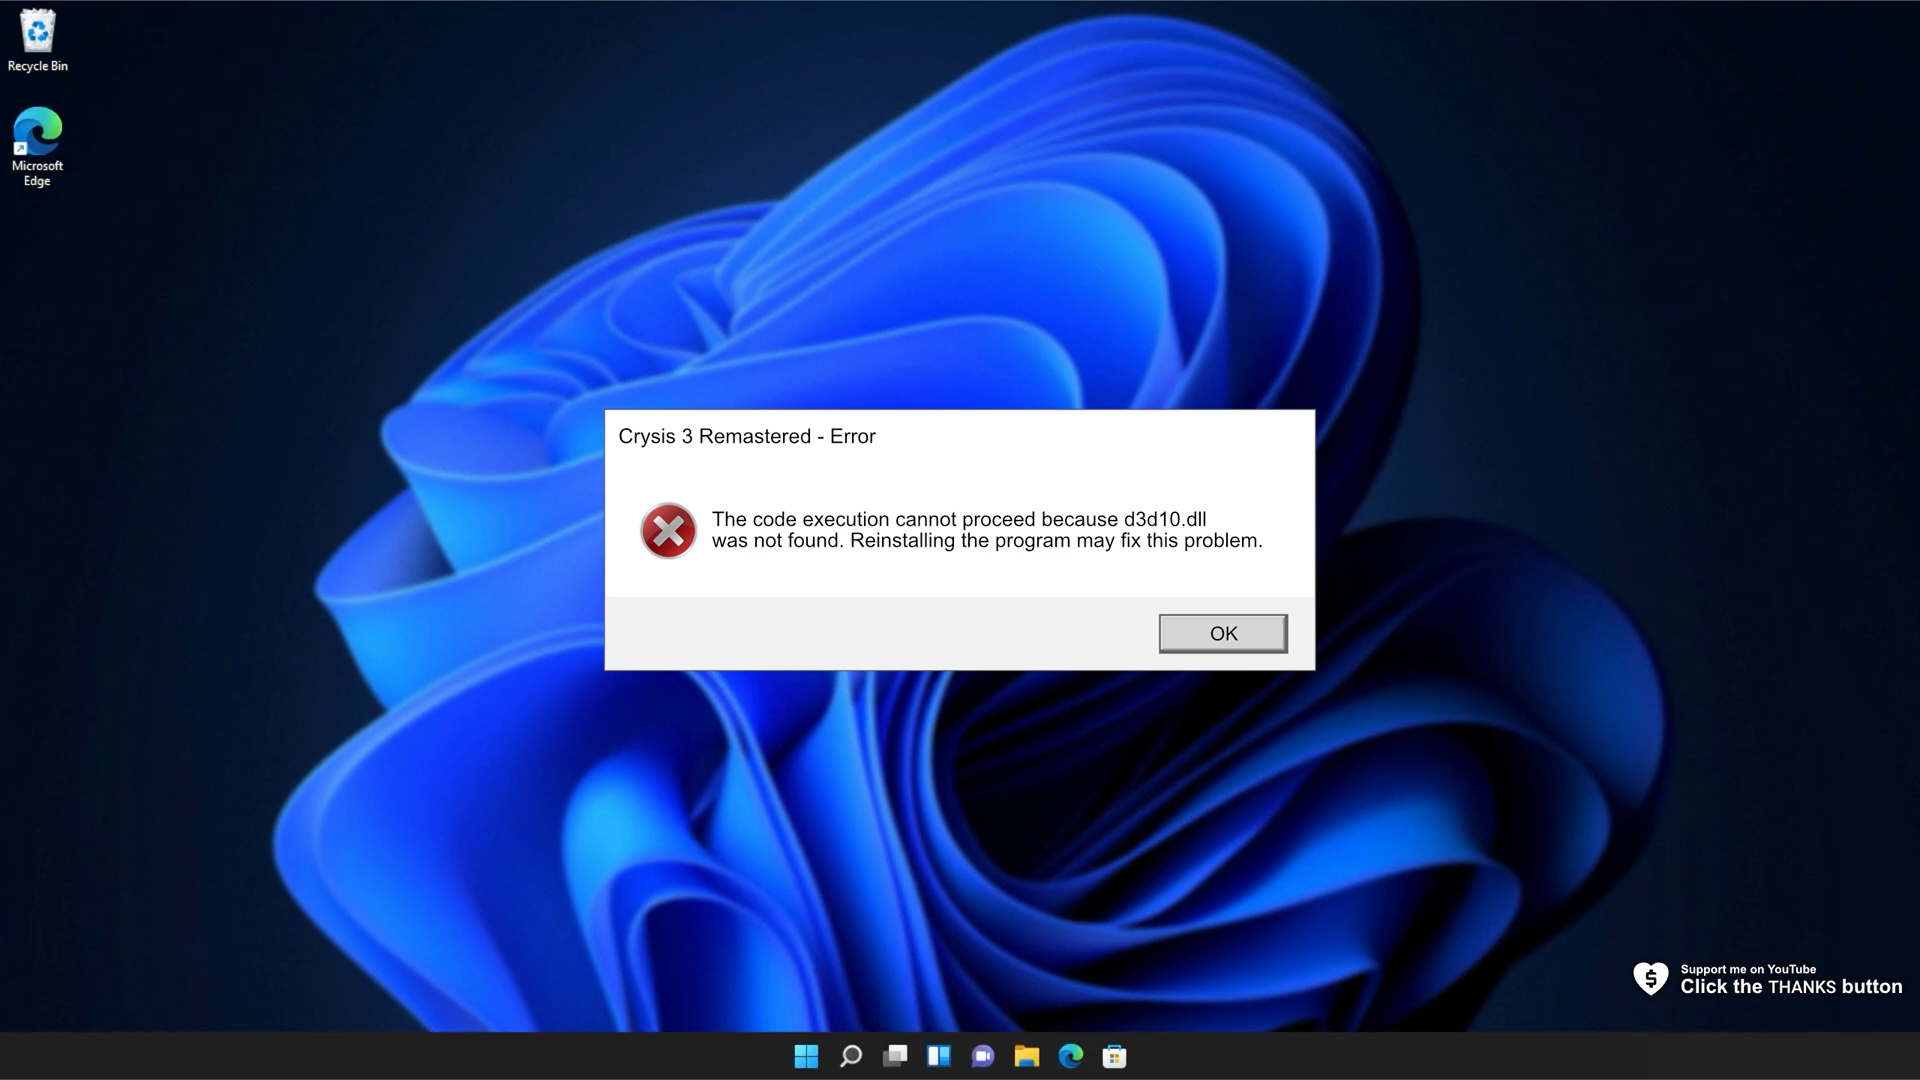 Recycle Bin
Microsoft
Edge
Crysis 3 Remastered - Error
The code execution cannot proceed because d3d10.dll
was not found. Reinstalling the program may fix this problem.
OK
Support me on YouTube
Click the THANKS button